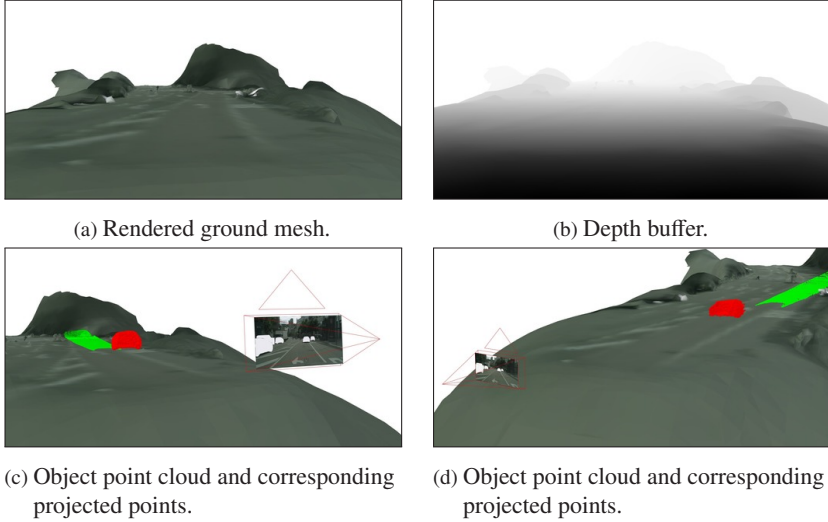 (a) Rendered ground mesh.
(b) Depth buffer.
(c) Object point cloud and corresponding
projected points.
(d) Object point cloud and corresponding
projected points.